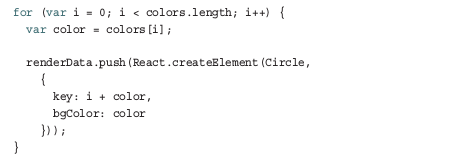 for (var i = 0; i < colors.length; i++) {
  var color = colors[i];

  renderData.push(React.createElement(Circle,
    {
      key: i + color,
      bgColor: color
    }));
}